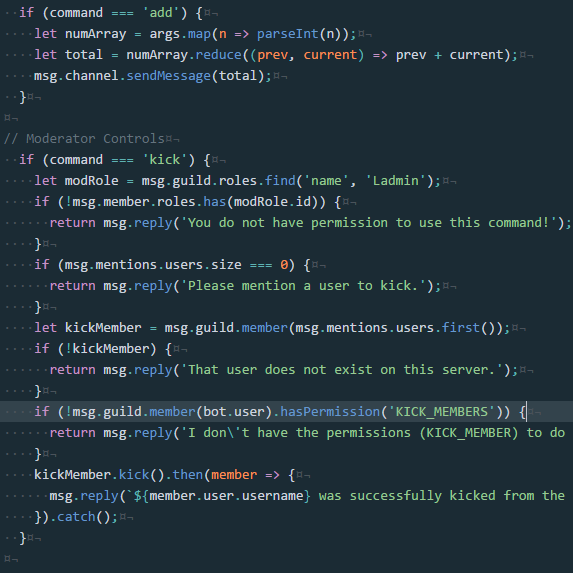 if (command === 'add') {
let numArray = args.map(n => parseInt(n));
let total = numArray.reduce((prev, current) => prev + current);
msg.channel.sendMessage(total);
}
// Moderator Controls
if (command === 'kick') {
let modRole = msg.guild.roles.find('name', 'Ladmin');
if (!msg.member.roles.has(modRole.id)) {
return msg.reply('You do not have permission to use this command!');
}
if (msg.mentions.users.size === 0) {
return msg.reply('Please mention a user to kick.');
}
let kickMember = msg.guild.member(msg.mentions.users.first());
if (!kickMember) {
return msg.reply('That user does not exist on this server.');
}
if (!msg.guild.member(bot.user).hasPermission('KICK_MEMBERS')) {
return msg.reply('I don\'t have the permissions (KICK_MEMBER) to do
}
kickMember.kick().then(member => {
msg.reply(`${member.user.username} was successfully kicked from the
}).catch();
}